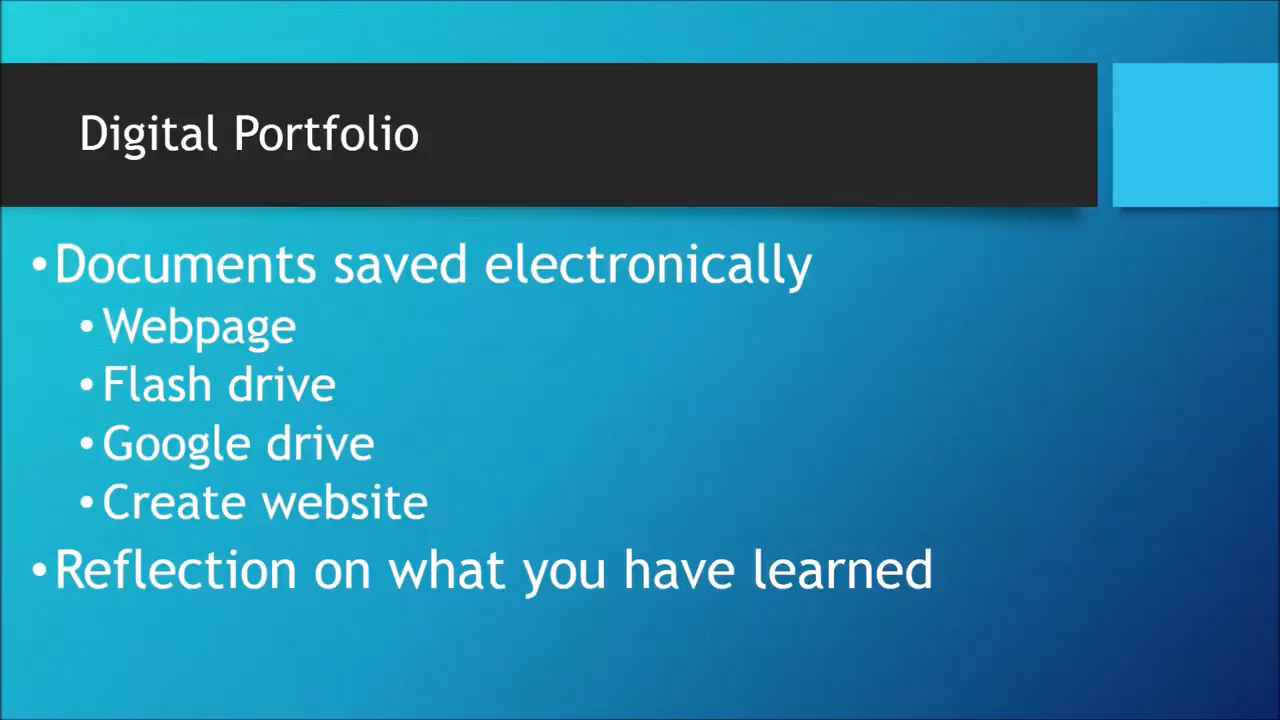 Digital Portfolio
•Documents saved electronically
•Webpage
•Flash drive
•Google drive
•Create website
•Reflection on what you have learned